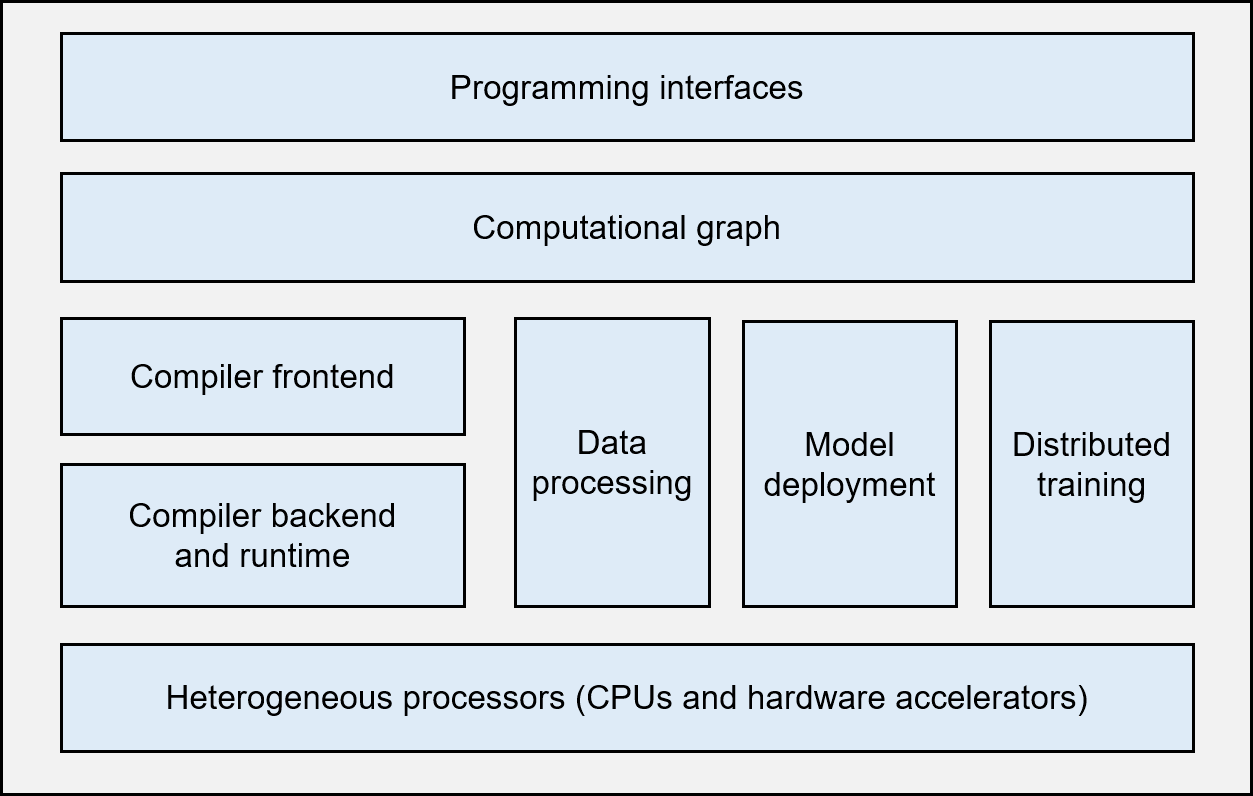 Programming interfaces
Computational graph
Compiler frontend
Compiler backend
and runtime
Data
processing
Model
deployment
Distributed
training
Heterogeneous processors (CPUs and hardware accelerators)